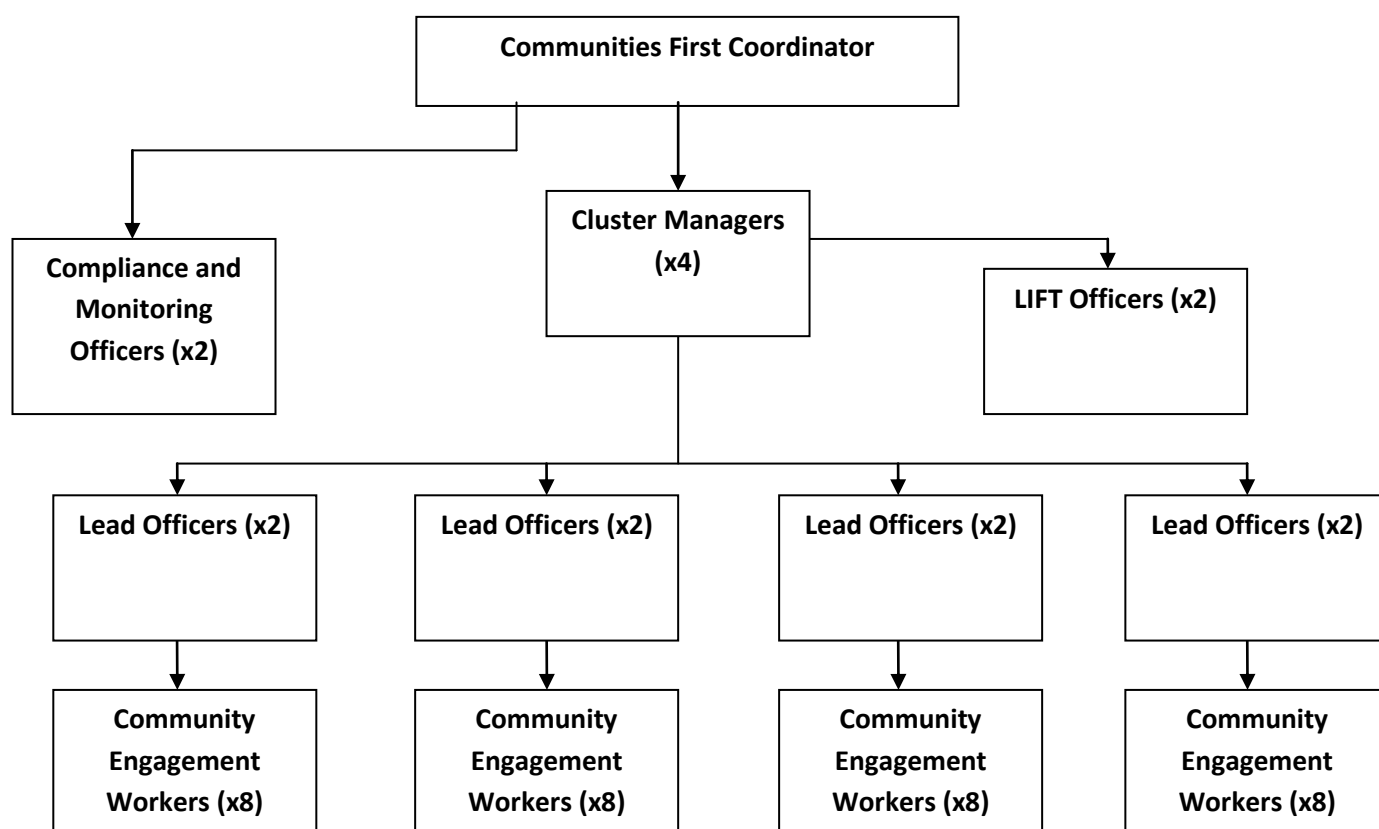 Communities First Coordinator
Cluster Managers
(x4)
Compliance and
Monitoring
Officers (x2)
LIFT Officers (x2)
Lead Officers (x2)
Lead Officers (x2)
Lead Officers (x2)
Lead Officers (x2)
Community
Engagement
Workers (x8)
Community
Engagement
Workers (x8)
Community
Engagement
Workers (x8)
Community
Engagement
Workers (x8)